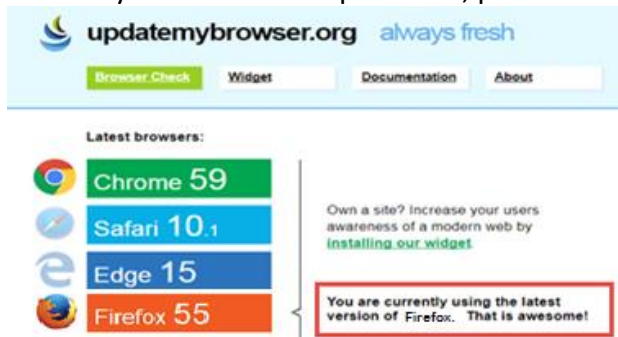 updatemybrowser.org always fresh
Browser Check Widget Documentation About
Latest browsers:
Chrome 59
Safari 10.1
Edge 15
Firefox 55
Own a site? Increase your users
awareness of a modern web by
installing our widget
You are currently using the latest
version of Firefox. That is awesome!